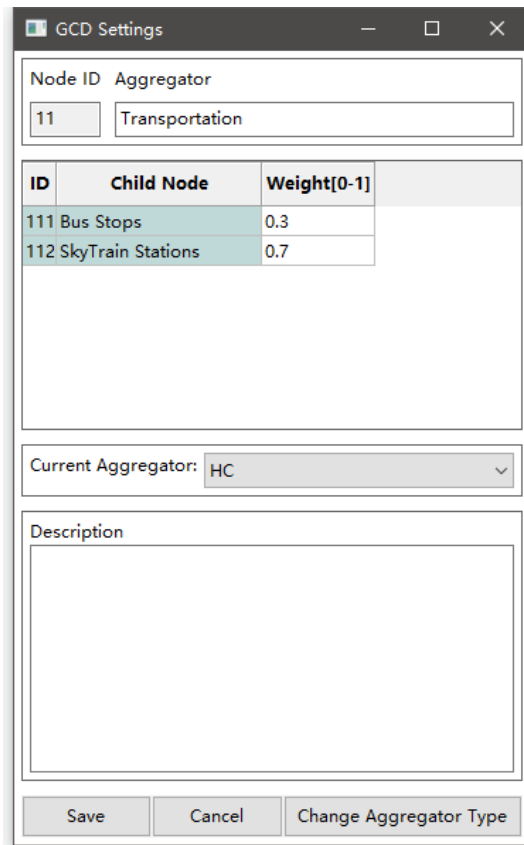 GCD Settings
Node ID Aggregator
11 Transportation
ID Child Node Weight[0-1]
111 Bus Stops 0.3
112 SkyTrain Stations 0.7
Current Aggregator: HC
Description
Save Cancel Change Aggregator Type